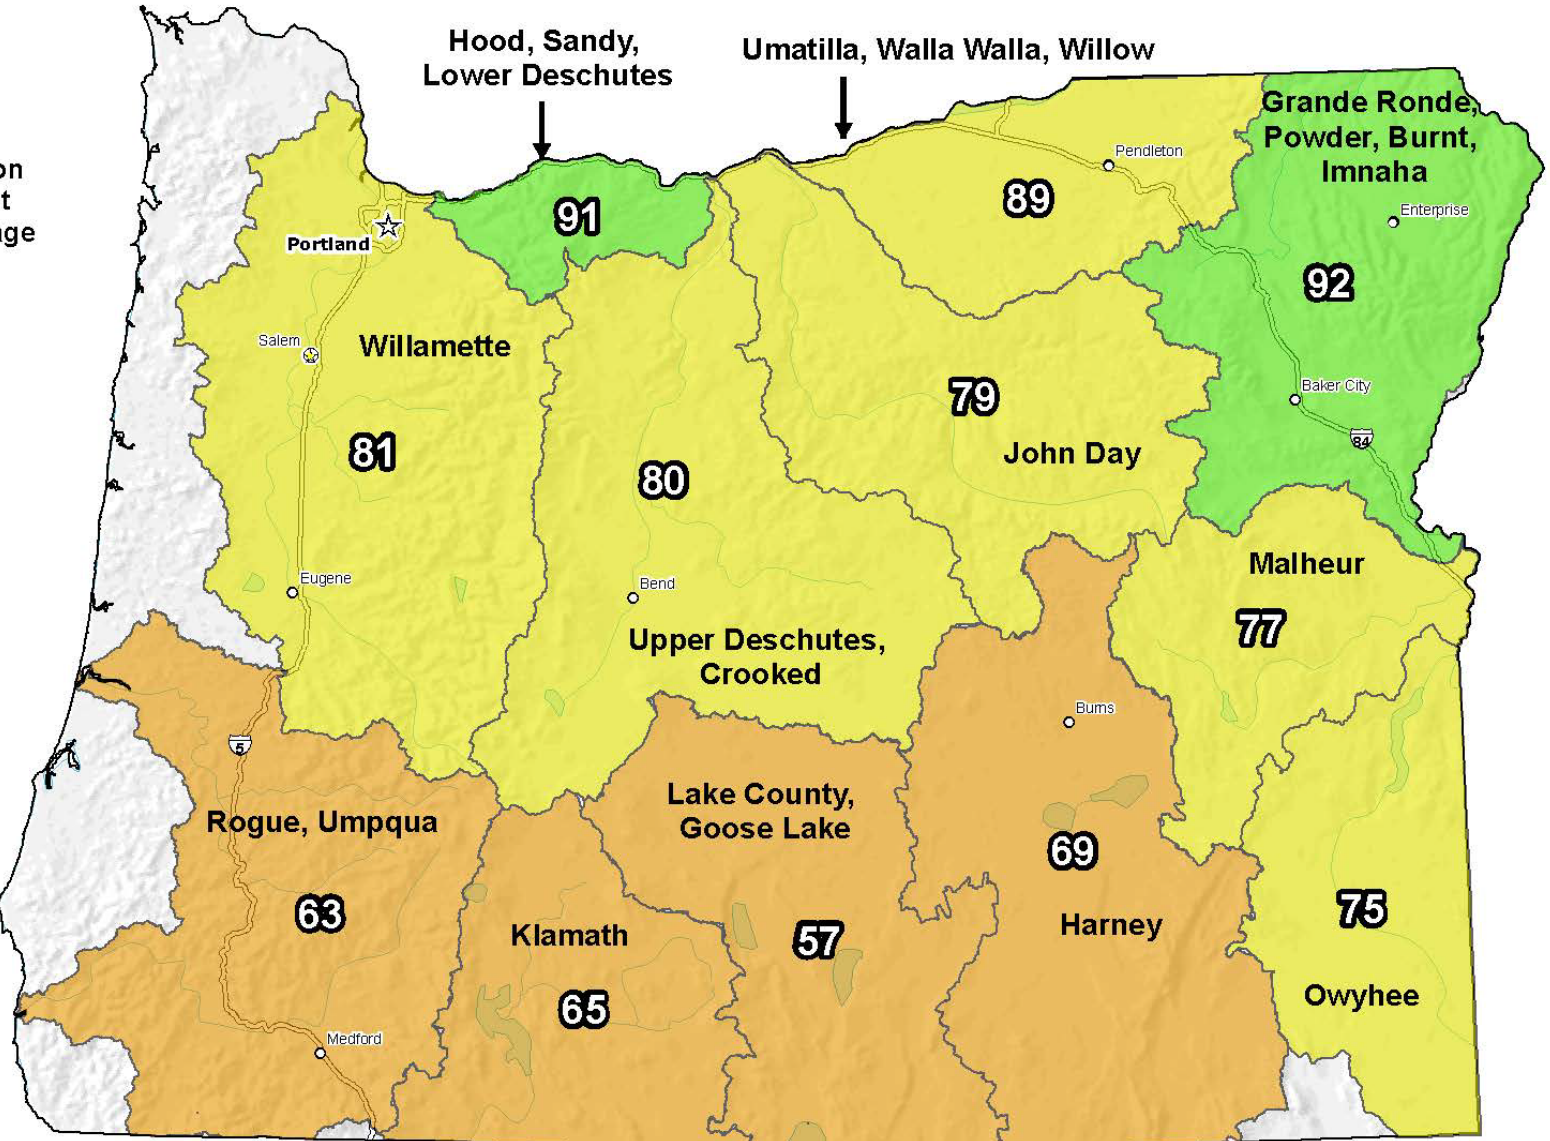 Hood, Sandy,
Lower Deschutes
Umatilla, Walla Walla, Willow
Grande Ronde,
Powder, Burnt,
Imnaha
on
t
age
Pendleton
91
89
Enterprise
Portland
92
Salem
Willamette
Baker City
79
84
81
John Day
80
Malheur
Eugene
Bend
77
Upper Deschutes,
Crooked
Burns
5
Lake County,
Goose Lake
Rogue, Umpqua
69
63
75
Klamath
57
Harney
65
Owyhee
Medford